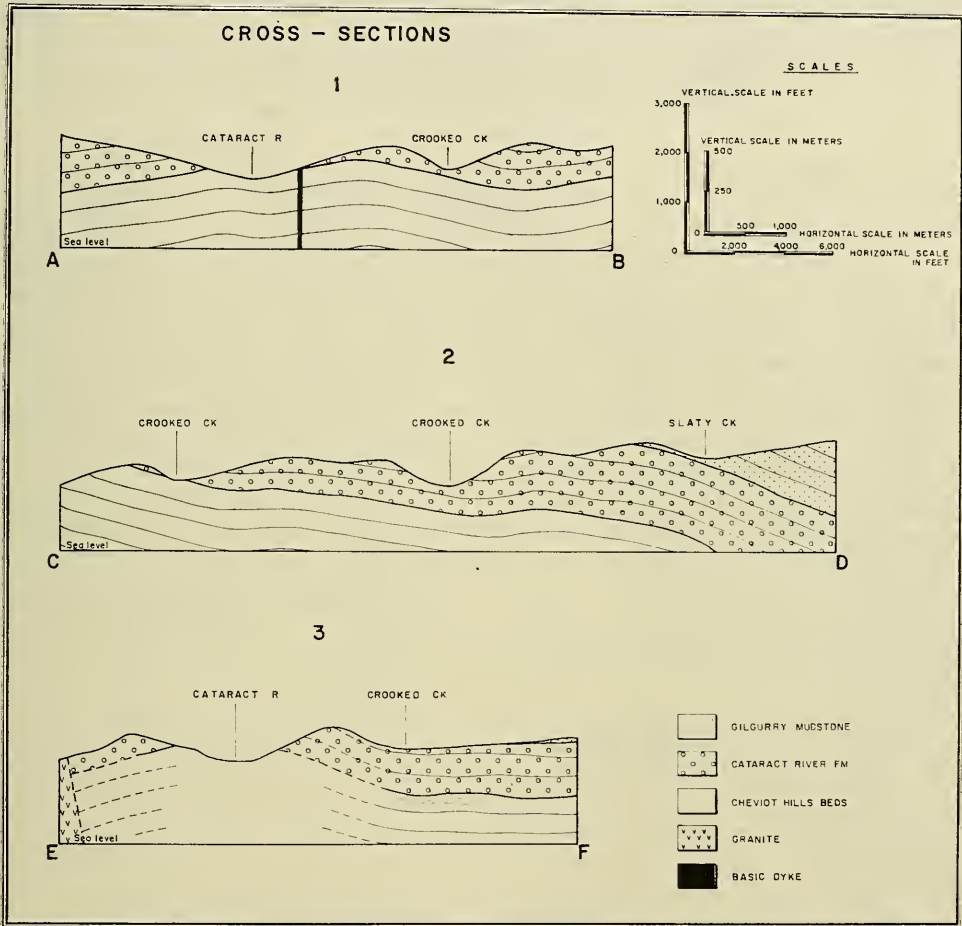 CROSS - SECTIONS
1
CATARACT R
CROOKED CK
Sea level
A
B
SCALES
VERTICAL SCALE IN FEET
3,000
VERTICAL SCALE IN METERS
500
2,000
250
1,000
500 1,000
0 HORIZONTAL SCALE IN METERS
0
2,000 4,000 6,000 HORIZONTAL SCALE
IN FEET
2
CROOKED CK
CROOKED CK
SLATY CK
Sea level
C
D
3
CATARACT R
CROOKED CK
Sea level
E
F
GILGURRY MUDSTONE
CATARACT RIVER FM
CHEVIOT HILLS BEDS
GRANITE
BASIC DYKE